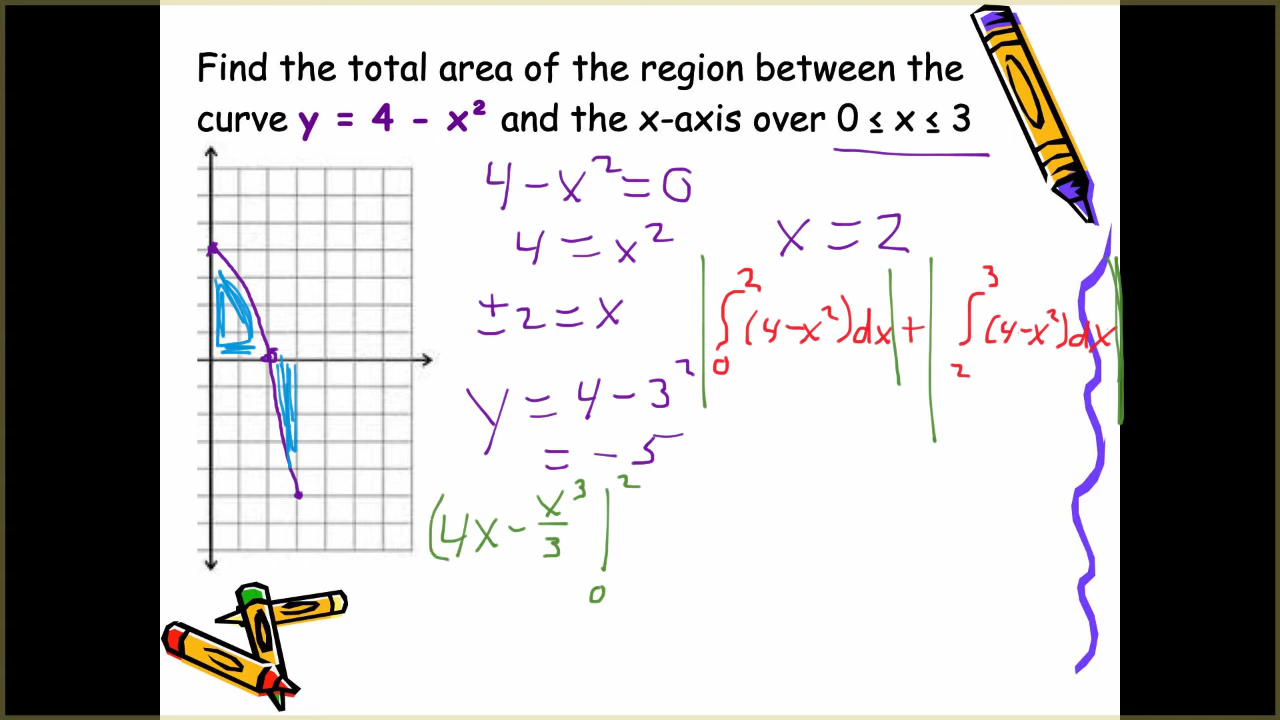 Find the total area of the region between the
curve y = 4 - x² and the x-axis over 0 ≤ x ≤ 3
4 - x² = 0
4 = x²
x = 2
± 2 = x
|∫₀²(4-x²)dx| + |∫₂³(4-x²)dx|
y = 4 - 3²
= - 5
(4x - x³/3 |₀²